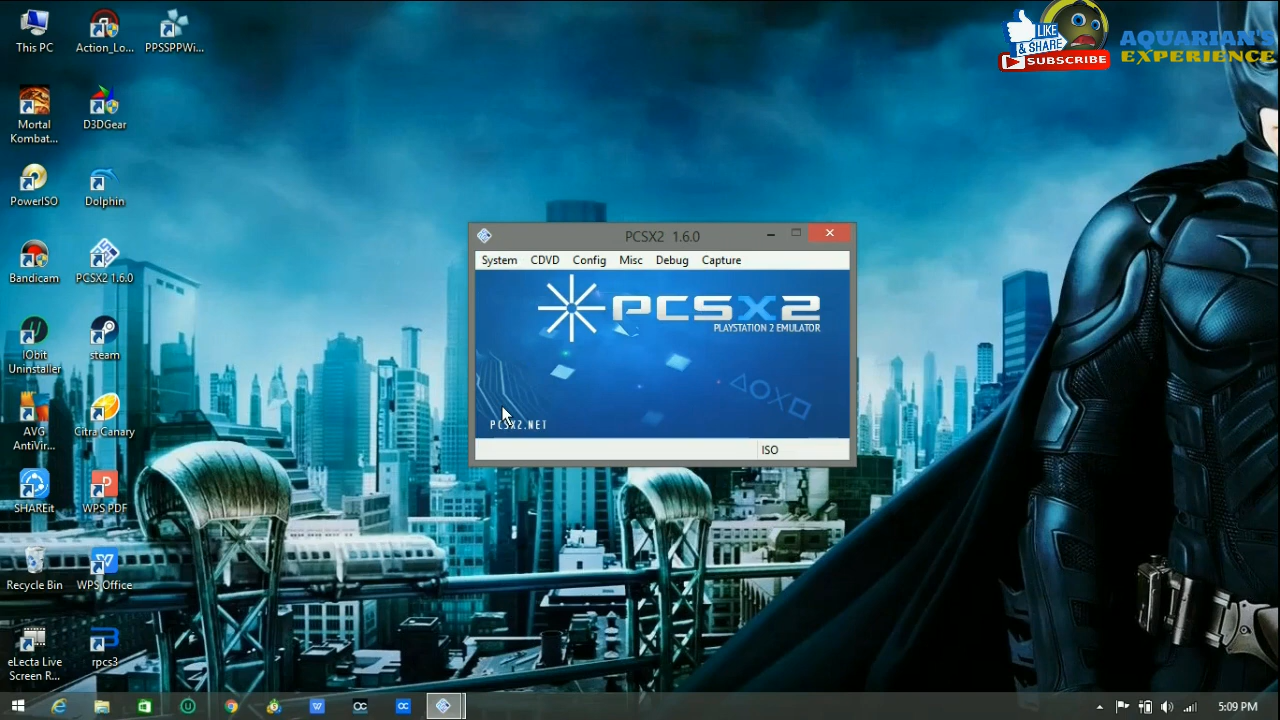 This PC
Action_Lo...
PPSSPPWi...
LIKE
& SHARE
SUBSCRIBE
AQUARIAN'S
EXPERIENCE
Mortal
Kombat...
D3DGear
PowerISO
Dolphin
Bandicam
PCSX2 1.6.0
IObit
Uninstaller
steam
AVG
AntiVir...
Citra Canary
SHAREit
WPS PDF
Recycle Bin
WPS Office
eLecta Live
Screen R...
rpcs3
PCSX2 1.6.0
System CDVD Config Misc Debug Capture
PCSX2
PLAYSTATION 2 EMULATOR
PCSX2.NET
ISO
5:09 PM